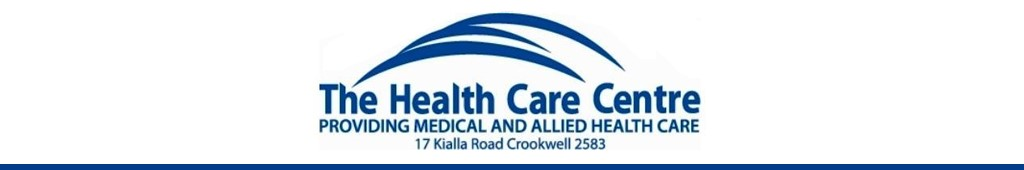 The Health Care Centre
PROVIDING MEDICAL AND ALLIED HEALTH CARE
17 Kialla Road Crookwell 2583